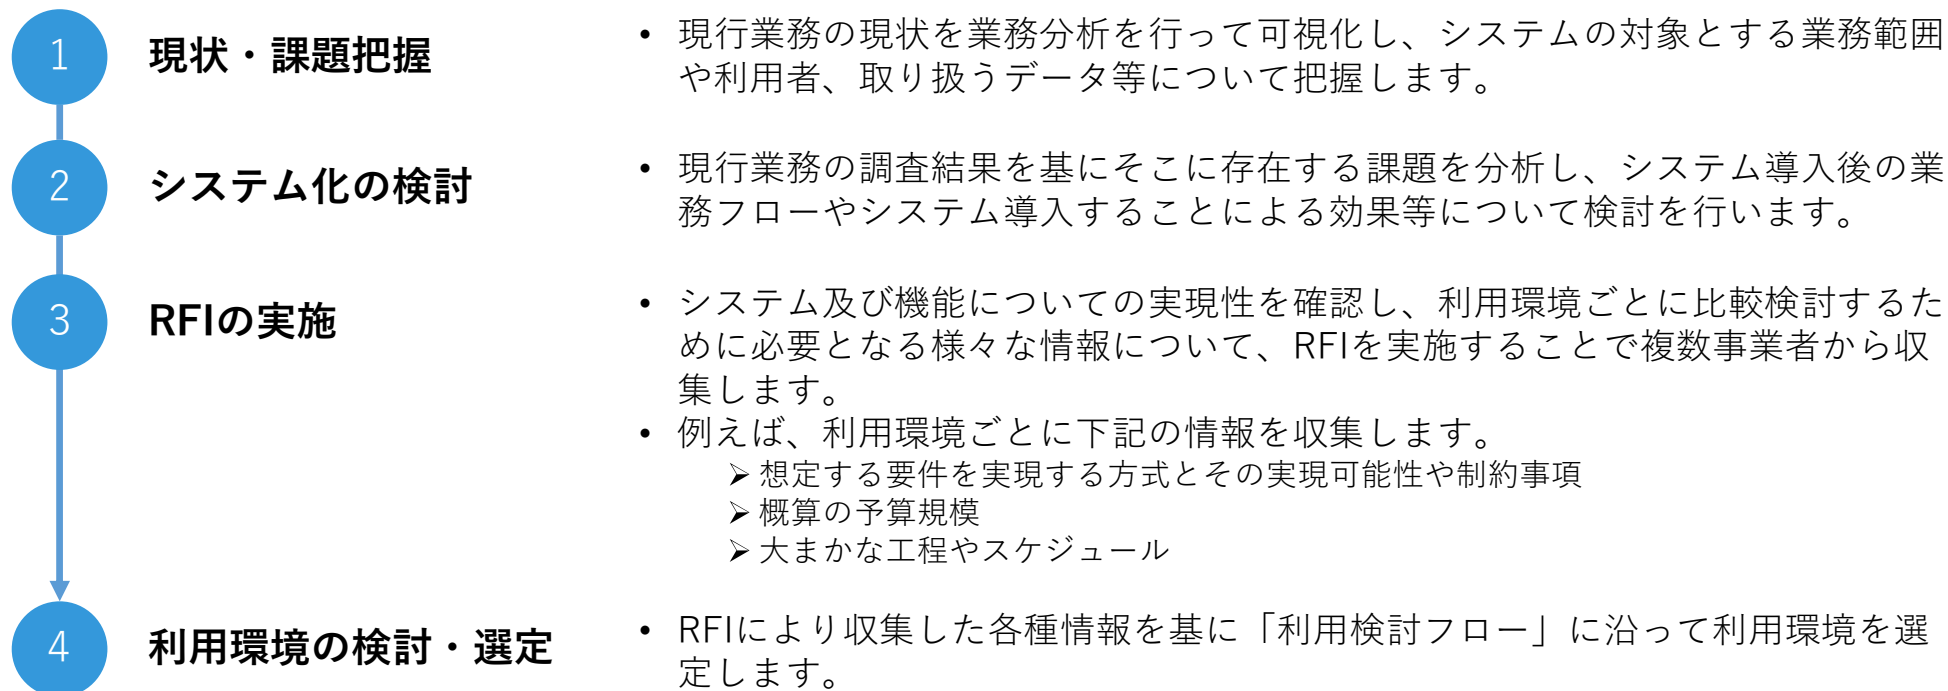 1
現状・課題把握
• 現行業務の現状を業務分析を行って可視化し、システムの対象とする業務範囲
や利用者、取り扱うデータ等について把握します。
2
システム化の検討
• 現行業務の調査結果を基にそこに存在する課題を分析し、システム導入後の業
務フローやシステム導入することによる効果等について検討を行います。
3
RFIの実施
• システム及び機能についての実現性を確認し、利用環境ごとに比較検討するた
めに必要となる様々な情報について、RFIを実施することで複数事業者から収
集します。
• 例えば、利用環境ごとに下記の情報を収集します。
➢ 想定する要件を実現する方式とその実現可能性や制約事項
➢ 概算の予算規模
➢ 大まかな工程やスケジュール
4
利用環境の検討・選定
• RFIにより収集した各種情報を基に「利用検討フロー」に沿って利用環境を選
定します。